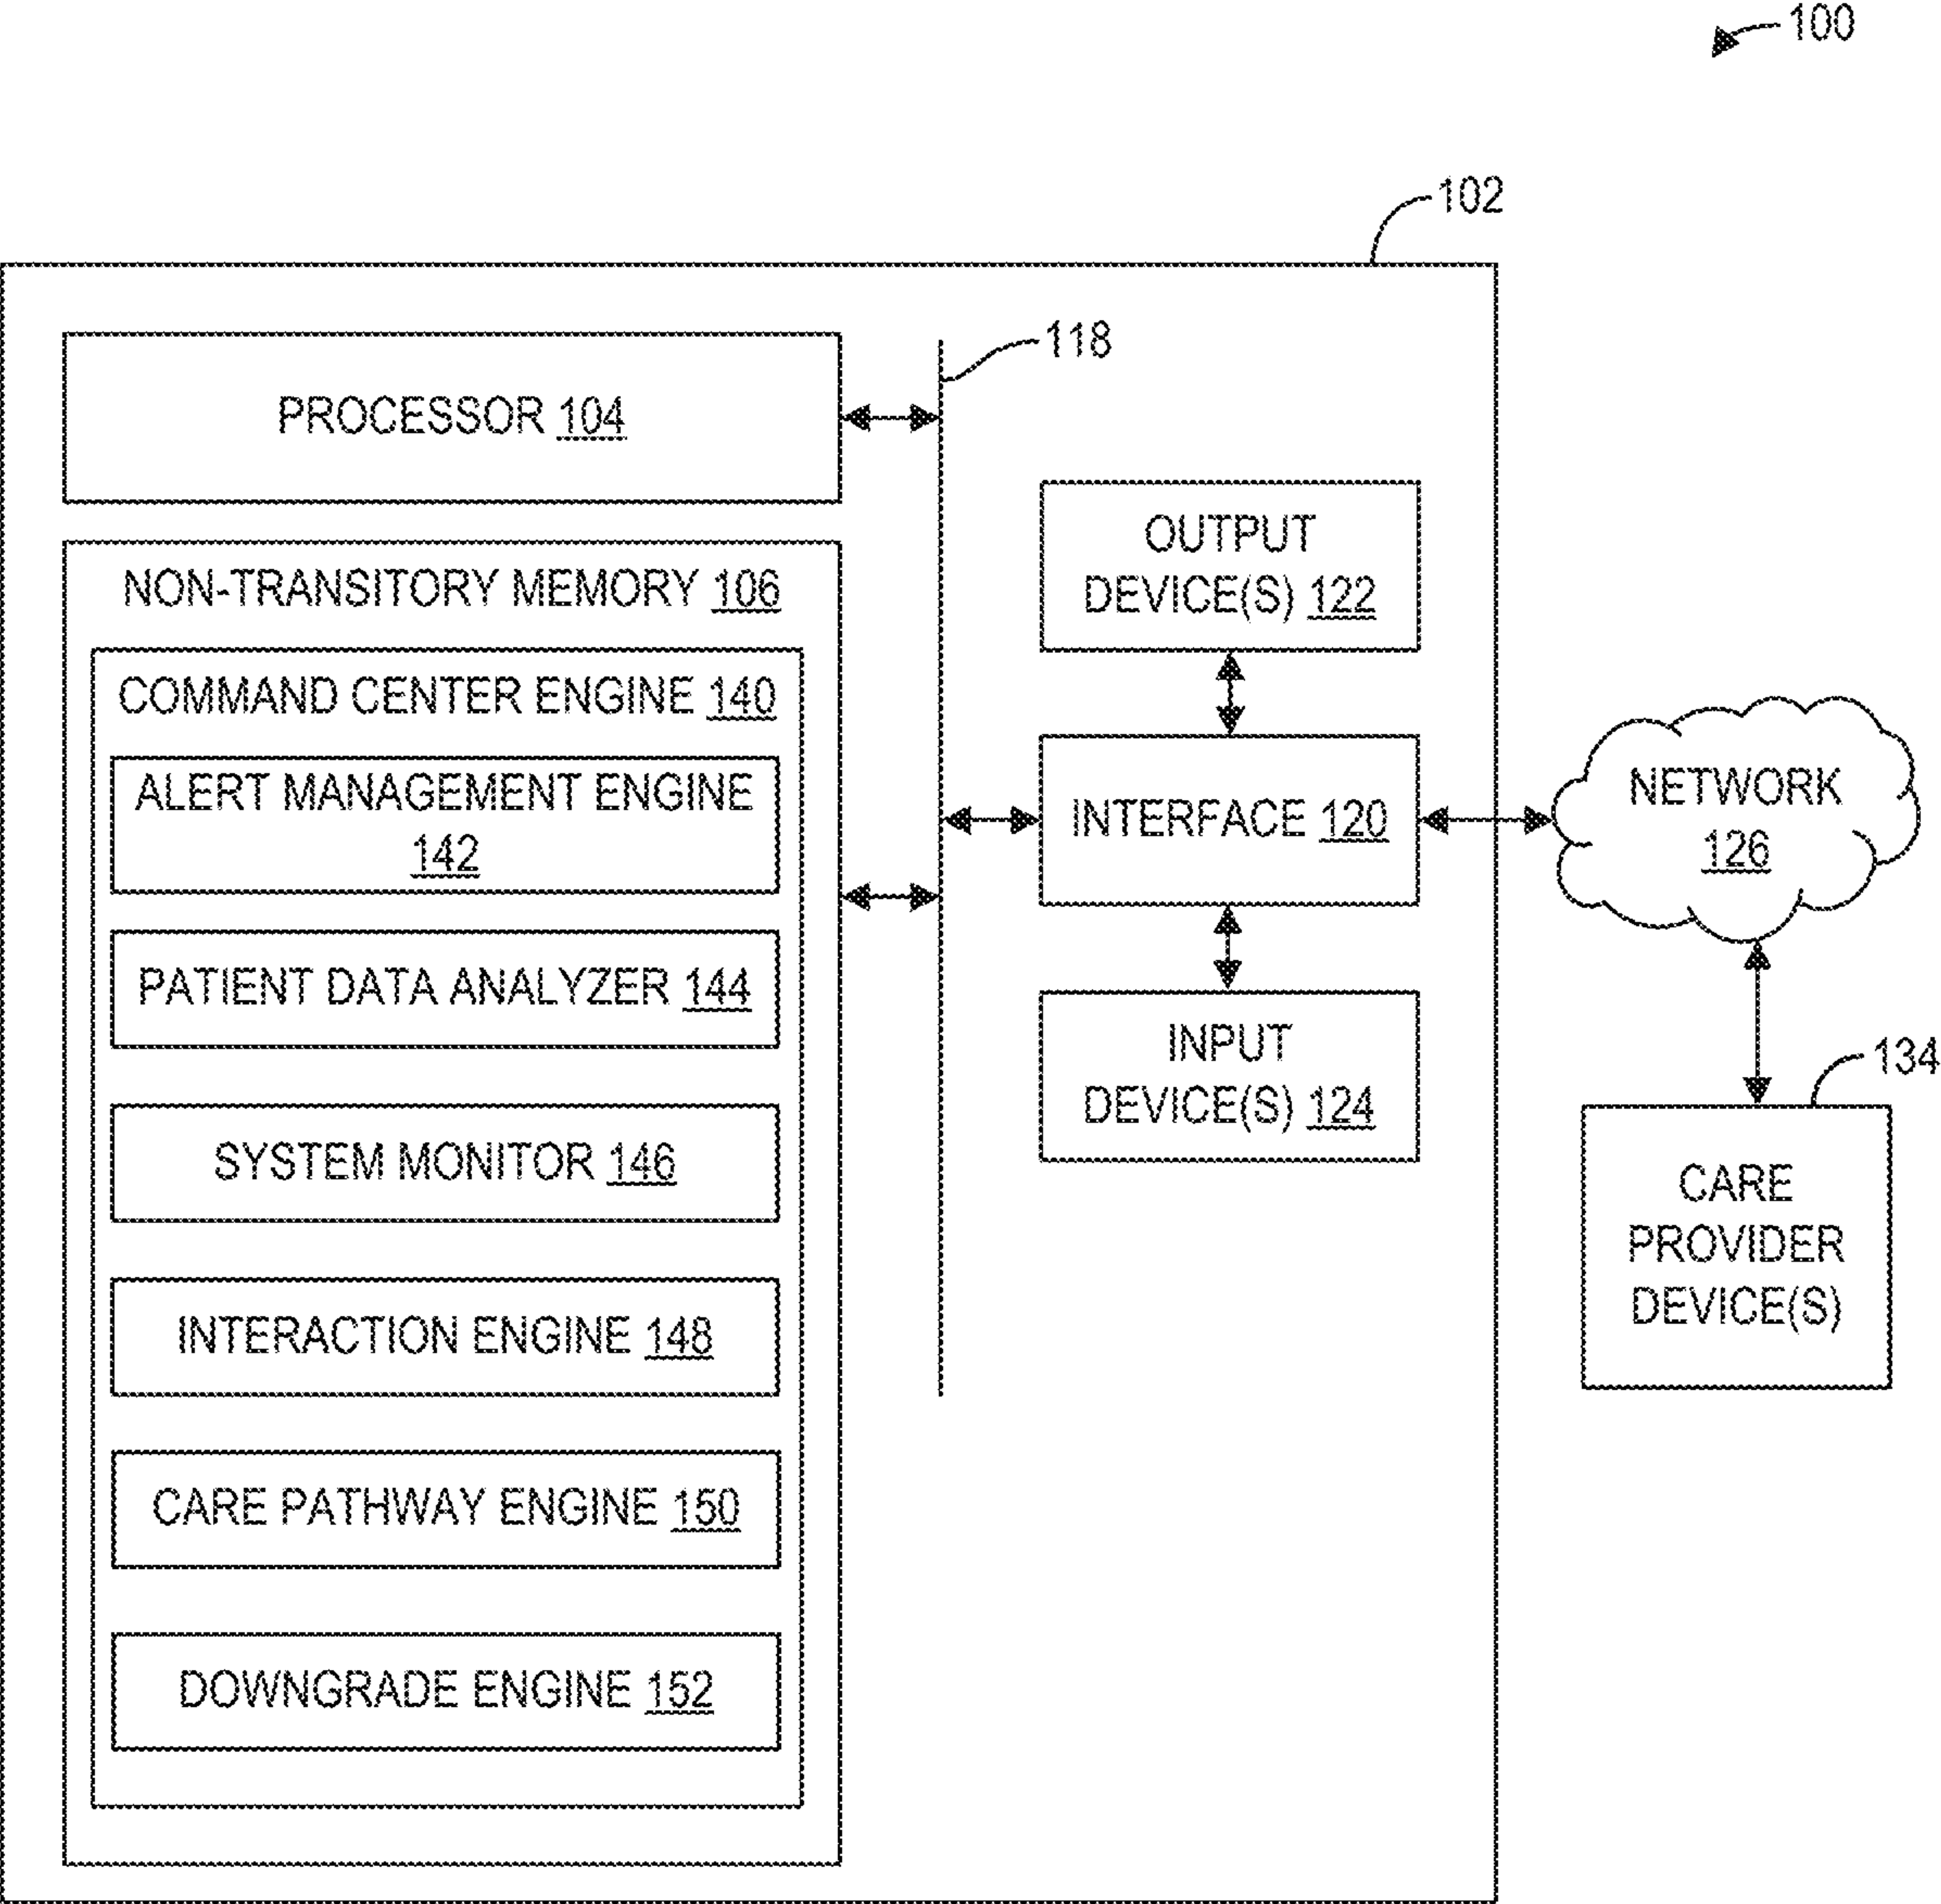 100
102
118
PROCESSOR 104
NON-TRANSITORY MEMORY 106
COMMAND CENTER ENGINE 140
ALERT MANAGEMENT ENGINE
142
PATIENT DATA ANALYZER 144
SYSTEM MONITOR 146
INTERACTION ENGINE 148
CARE PATHWAY ENGINE 150
DOWNGRADE ENGINE 152
OUTPUT
DEVICE(S) 122
INTERFACE 120
INPUT
DEVICE(S) 124
NETWORK
126
134
CARE
PROVIDER
DEVICE(S)